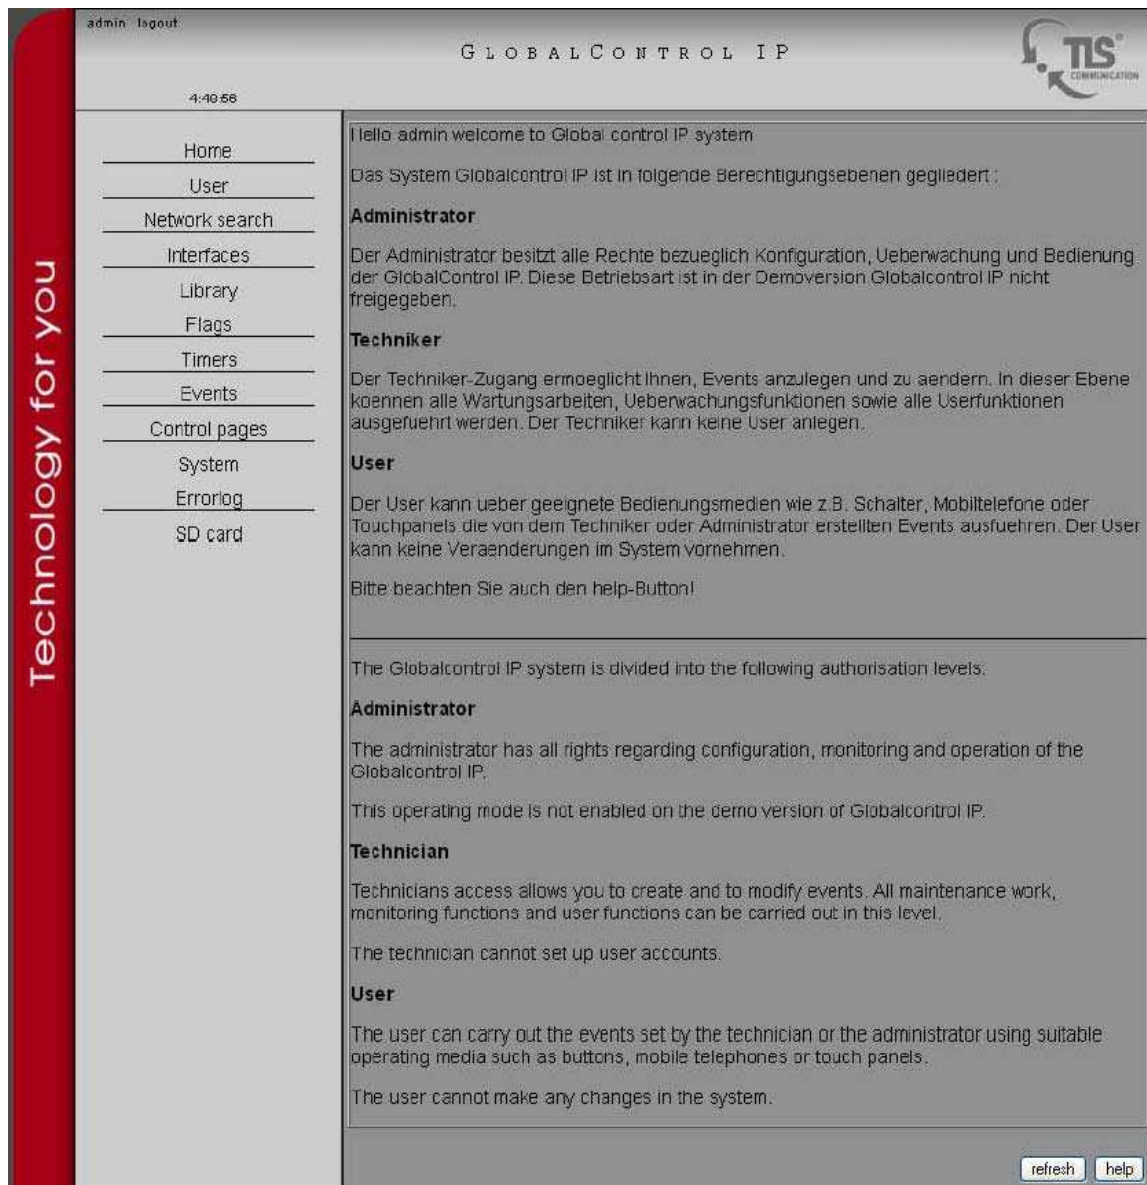 admin logout
GLOBALCONTROL IP
TLS
COMMUNICATION
4:48:56
Technology for you
Home
User
Network search
Interfaces
Library
Flags
Timers
Events
Control pages
System
Errorlog
SD card
Hello admin welcome to Global control IP system
Das System Globalcontrol IP ist in folgende Berechtigungsebenen gegliedert :
Administrator
Der Administrator besitzt alle Rechte bezueglich Konfiguration, Ueberwachung und Bedienung
der GlobalControl IP. Diese Betriebsart ist in der Demoversion Globalcontrol IP nicht
freigegeben.
Techniker
Der Techniker-Zugang ermoeglicht Ihnen, Events anzulegen und zu aendern. In dieser Ebene
koennen alle Wartungsarbeiten, Ueberwachungsfunktionen sowie alle Userfunktionen
ausgefuehrt werden. Der Techniker kann keine User anlegen.
User
Der User kann ueber geeignete Bedienungsmedien wie z.B. Schalter, Mobiltelefone oder
Touchpanels die von dem Techniker oder Administrator erstellten Events ausfuehren. Der User
kann keine Veraenderungen im System vornehmen.
Bitte beachten Sie auch den help-Button!
The Globalcontrol IP system is divided into the following authorisation levels:
Administrator
The administrator has all rights regarding configuration, monitoring and operation of the
Globalcontrol IP.
This operating mode is not enabled on the demo version of Globalcontrol IP.
Technician
Technicians access allows you to create and to modify events. All maintenance work,
monitoring functions and user functions can be carried out in this level.
The technician cannot set up user accounts.
User
The user can carry out the events set by the technician or the administrator using suitable
operating media such as buttons, mobile telephones or touch panels.
The user cannot make any changes in the system.
refresh help